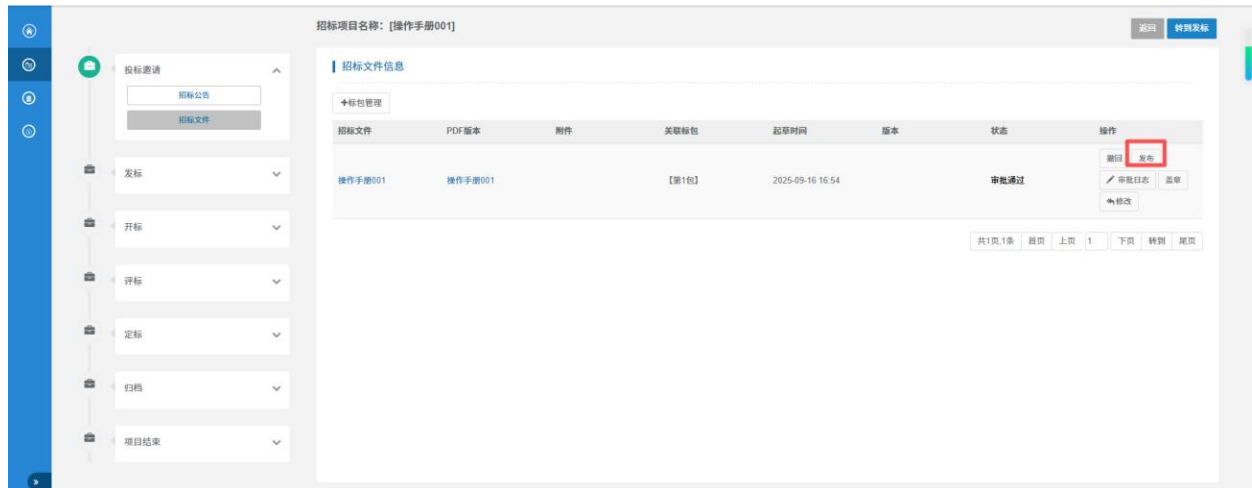 招标项目名称：[操作手册001]
返回 转到发标
投标邀请
招标公告
招标文件
发标
开标
评标
定标
归档
项目结束
招标文件信息
+标包管理
招标文件 PDF版本 附件 关联标包 起草时间 版本 状态 操作
撤回 发布
操作手册001 操作手册001 【第1包】 2025-09-16 16:54 审批通过 审批日志 盖章
修改
共1页,1条 首页 上页 1 下页 转到 尾页